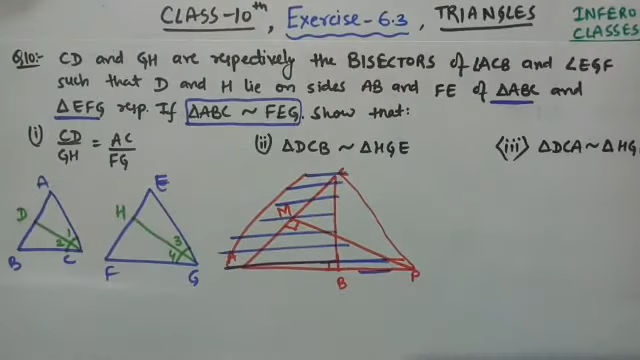 CLASS-10th, Exercise-6.3, TRIANGLES
INFERO
CLASSES
Q10:- CD and GH are respectively the BISECTORS of ∠ACB and ∠EGF
such that D and H lie on sides AB and FE of ΔABC and
ΔEFG resp. If ΔABC ~ FEG. Show that:
(i) CD/GH = AC/FG (ii) ΔDCB ~ ΔHGE (iii) ΔDCA ~ ΔHG
A
D
1
2
B
C
E
H
3
4
F
G
M
A
B
P